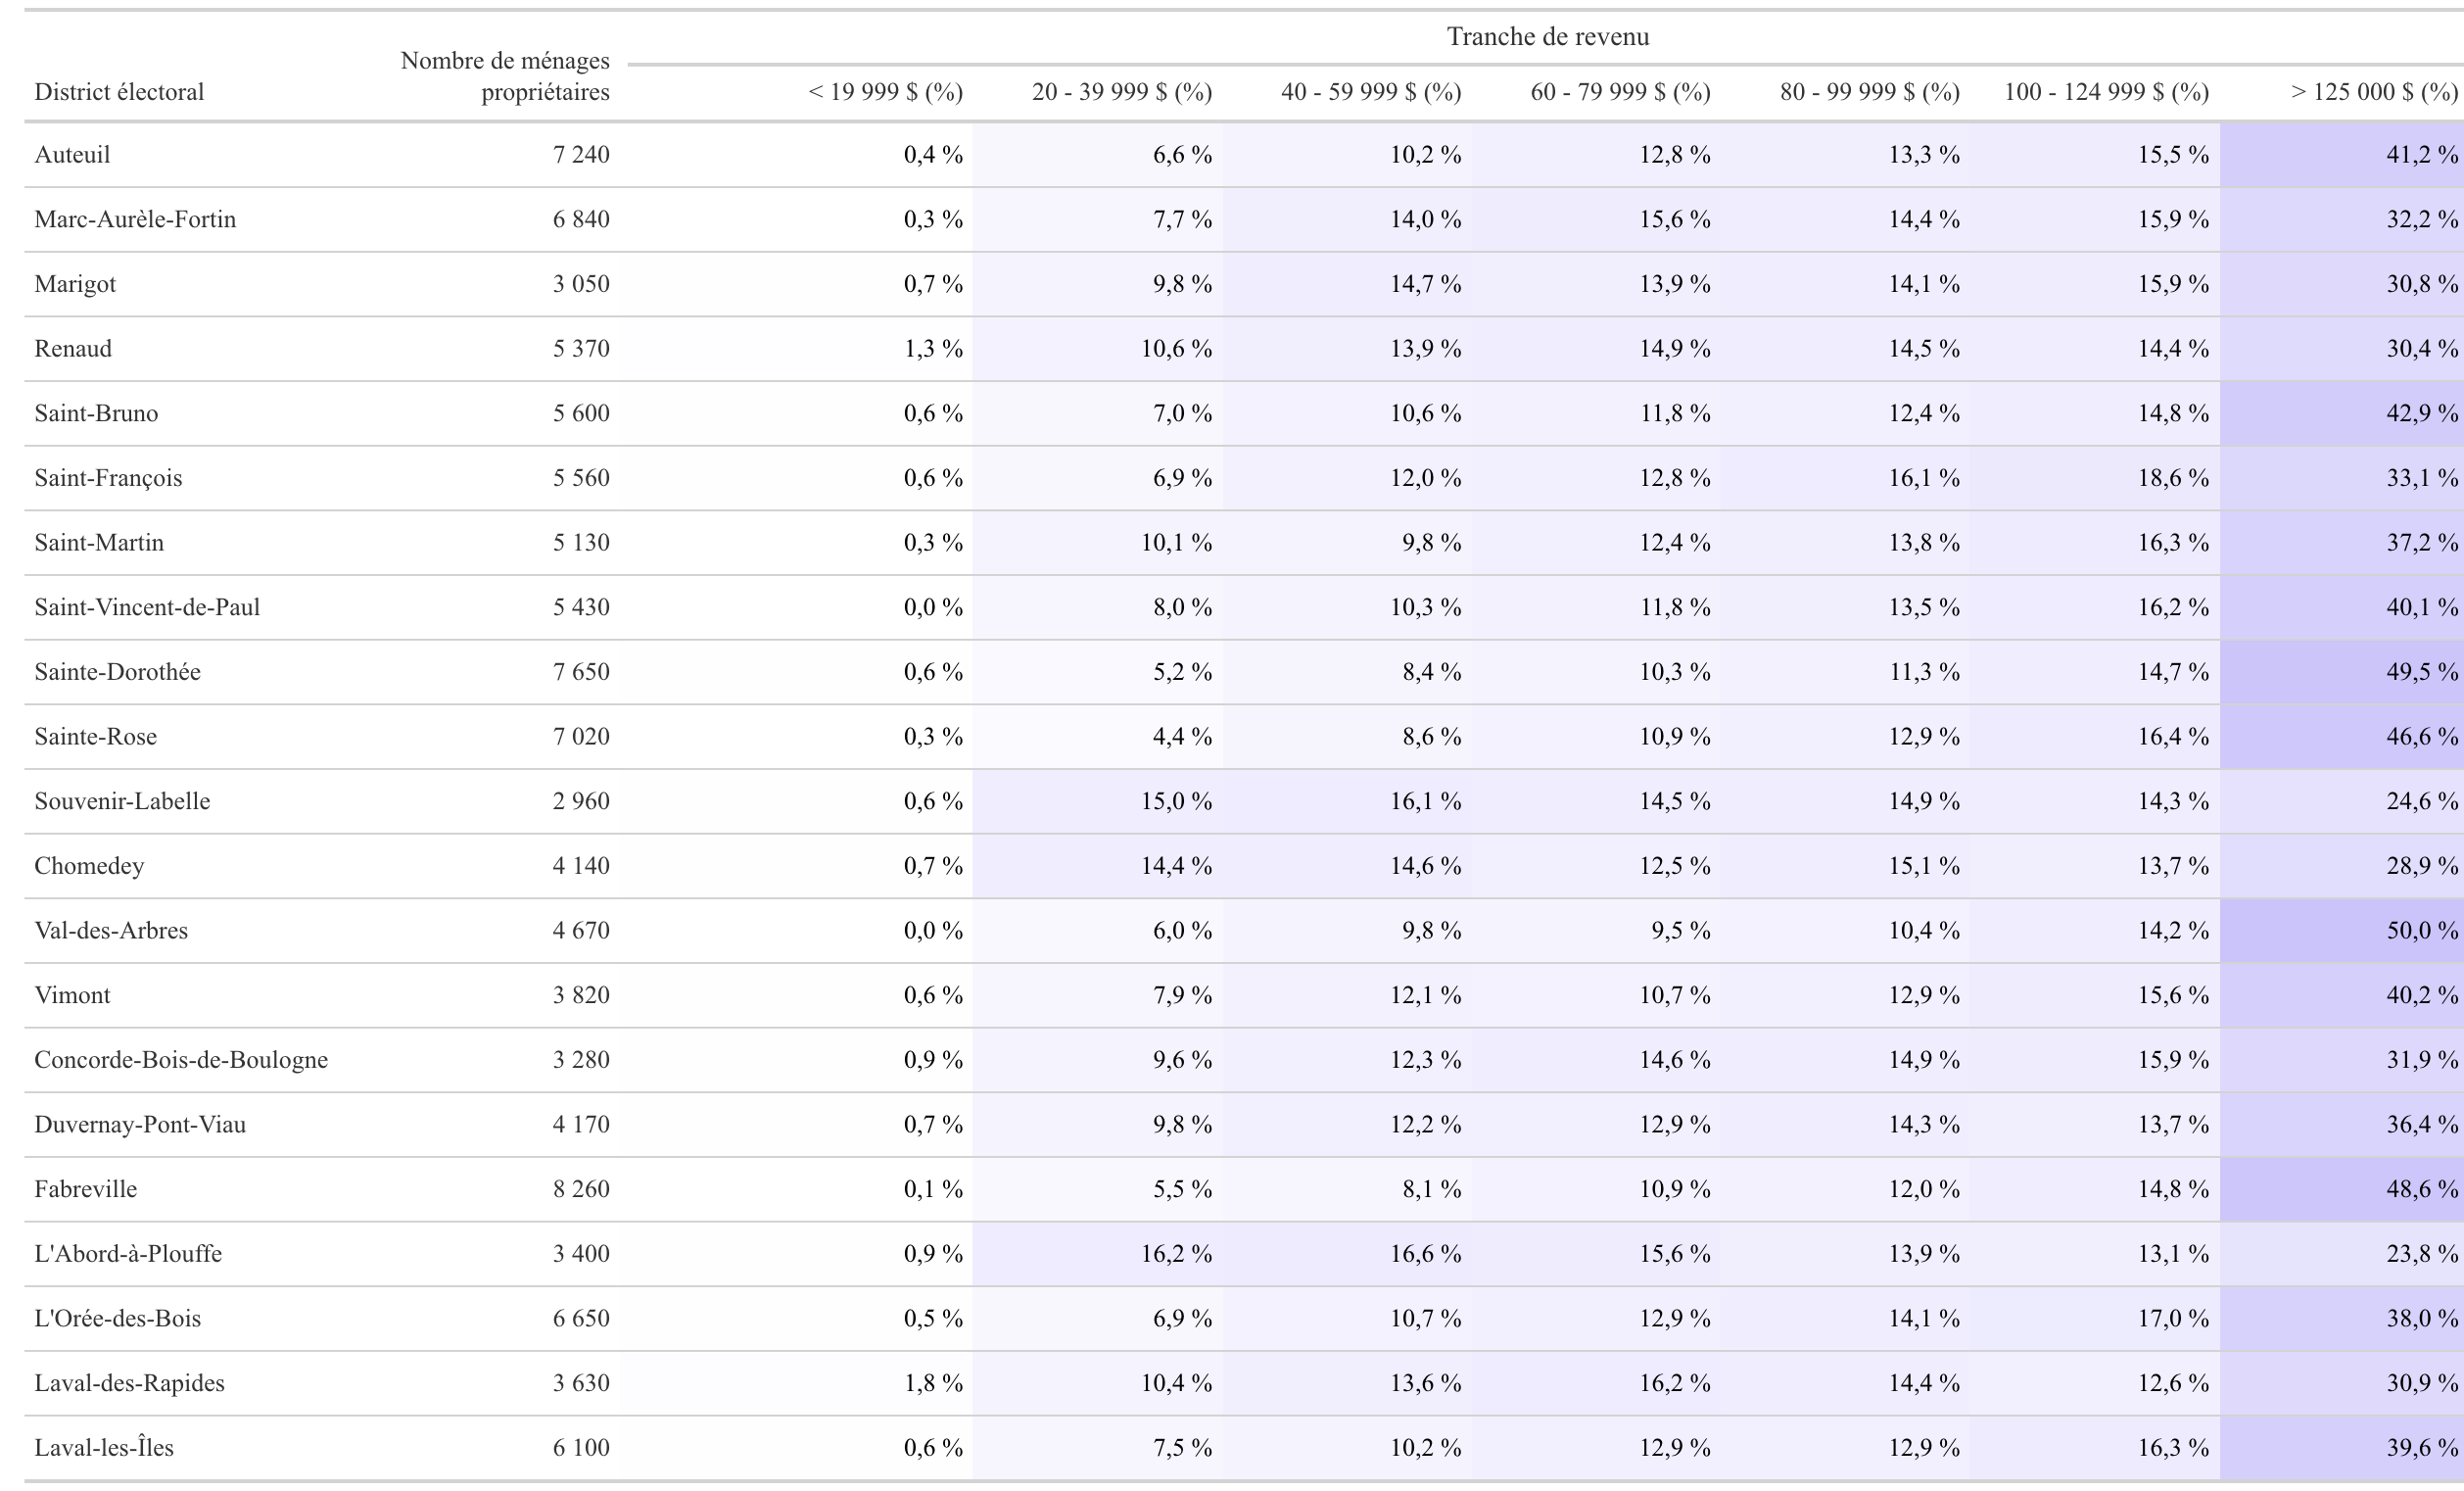 Tranche de revenu
Nombre de ménages
District électoral propriétaires < 19 999 $ (%) 20 - 39 999 $ (%) 40 - 59 999 $ (%) 60 - 79 999 $ (%) 80 - 99 999 $ (%) 100 - 124 999 $ (%) > 125 000 $ (%)
Auteuil 7 240 0,4 % 6,6 % 10,2 % 12,8 % 13,3 % 15,5 % 41,2 %
Marc-Aurèle-Fortin 6 840 0,3 % 7,7 % 14,0 % 15,6 % 14,4 % 15,9 % 32,2 %
Marigot 3 050 0,7 % 9,8 % 14,7 % 13,9 % 14,1 % 15,9 % 30,8 %
Renaud 5 370 1,3 % 10,6 % 13,9 % 14,9 % 14,5 % 14,4 % 30,4 %
Saint-Bruno 5 600 0,6 % 7,0 % 10,6 % 11,8 % 12,4 % 14,8 % 42,9 %
Saint-François 5 560 0,6 % 6,9 % 12,0 % 12,8 % 16,1 % 18,6 % 33,1 %
Saint-Martin 5 130 0,3 % 10,1 % 9,8 % 12,4 % 13,8 % 16,3 % 37,2 %
Saint-Vincent-de-Paul 5 430 0,0 % 8,0 % 10,3 % 11,8 % 13,5 % 16,2 % 40,1 %
Sainte-Dorothée 7 650 0,6 % 5,2 % 8,4 % 10,3 % 11,3 % 14,7 % 49,5 %
Sainte-Rose 7 020 0,3 % 4,4 % 8,6 % 10,9 % 12,9 % 16,4 % 46,6 %
Souvenir-Labelle 2 960 0,6 % 15,0 % 16,1 % 14,5 % 14,9 % 14,3 % 24,6 %
Chomedey 4 140 0,7 % 14,4 % 14,6 % 12,5 % 15,1 % 13,7 % 28,9 %
Val-des-Arbres 4 670 0,0 % 6,0 % 9,8 % 9,5 % 10,4 % 14,2 % 50,0 %
Vimont 3 820 0,6 % 7,9 % 12,1 % 10,7 % 12,9 % 15,6 % 40,2 %
Concorde-Bois-de-Boulogne 3 280 0,9 % 9,6 % 12,3 % 14,6 % 14,9 % 15,9 % 31,9 %
Duvernay-Pont-Viau 4 170 0,7 % 9,8 % 12,2 % 12,9 % 14,3 % 13,7 % 36,4 %
Fabreville 8 260 0,1 % 5,5 % 8,1 % 10,9 % 12,0 % 14,8 % 48,6 %
L'Abord-à-Plouffe 3 400 0,9 % 16,2 % 16,6 % 15,6 % 13,9 % 13,1 % 23,8 %
L'Orée-des-Bois 6 650 0,5 % 6,9 % 10,7 % 12,9 % 14,1 % 17,0 % 38,0 %
Laval-des-Rapides 3 630 1,8 % 10,4 % 13,6 % 16,2 % 14,4 % 12,6 % 30,9 %
Laval-les-Îles 6 100 0,6 % 7,5 % 10,2 % 12,9 % 12,9 % 16,3 % 39,6 %